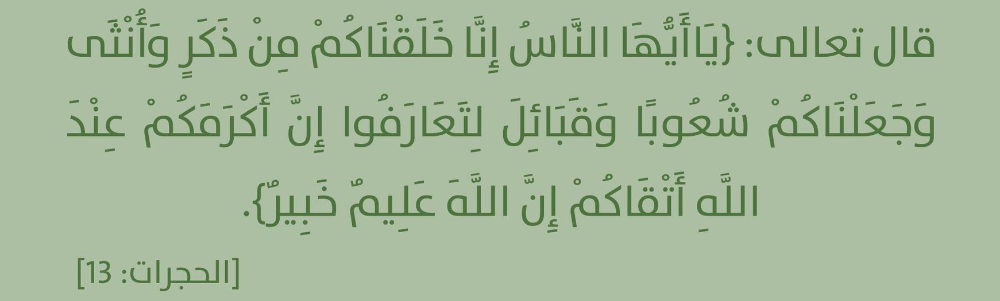 قال تعالى: {يَاأَيُّهَا النَّاسُ إِنَّا خَلَقْنَاكُمْ مِنْ ذَكَرٍ وَأُنْثَى
وَجَعَلْنَاكُمْ شُعُوبًا وَقَبَائِلَ لِتَعَارَفُوا إِنَّ أَكْرَمَكُمْ عِنْدَ
اللَّهِ أَتْقَاكُمْ إِنَّ اللَّهَ عَلِيمٌ خَبِيرٌ}.
[الحجرات: 13]